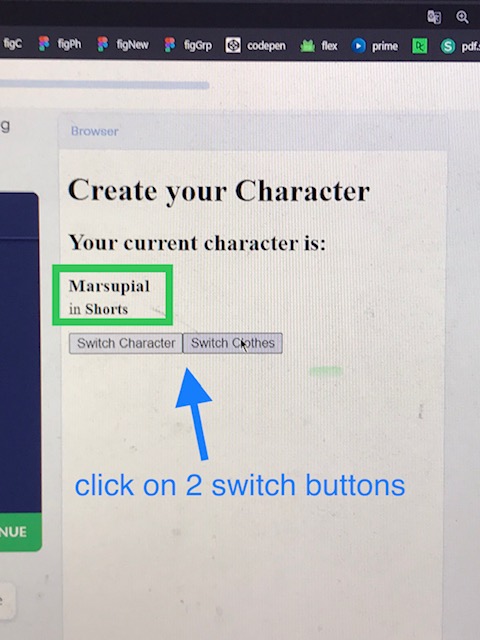 figC figPh figNew figGrp codepen flex prime DC S pdf.
g
Browser
Create your Character
Your current character is:
Marsupial
in Shorts
Switch Character Switch Clothes
click on 2 switch buttons
NUE
e